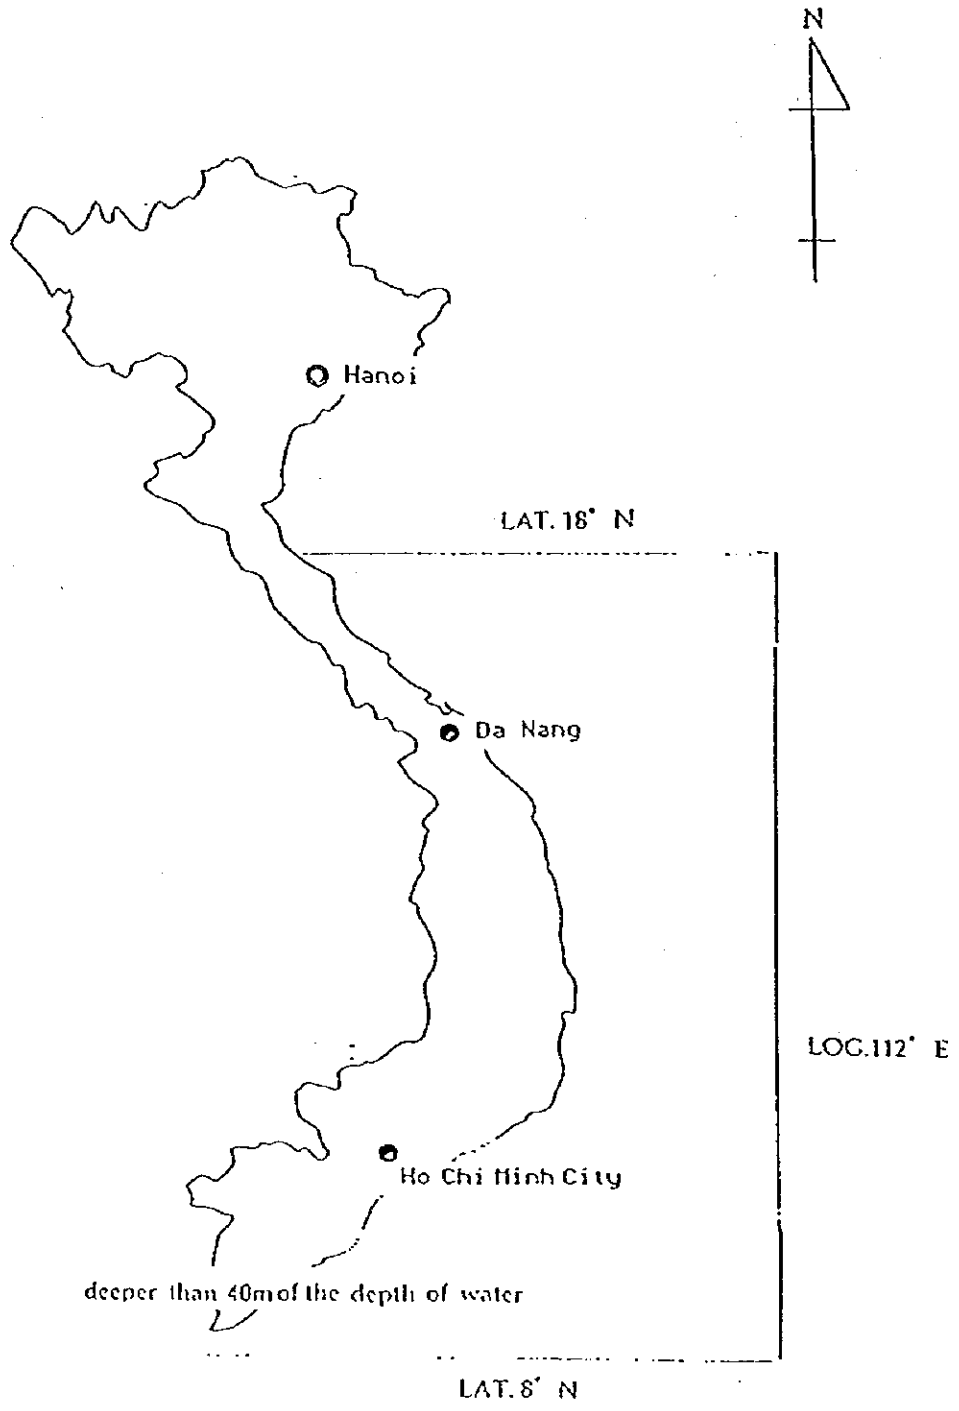 N
Hanoi
LAT. 18° N
Da Nang
LOG. 112° E
Ho Chi Minh City
deeper than 40m of the depth of water
LAT. 8° N